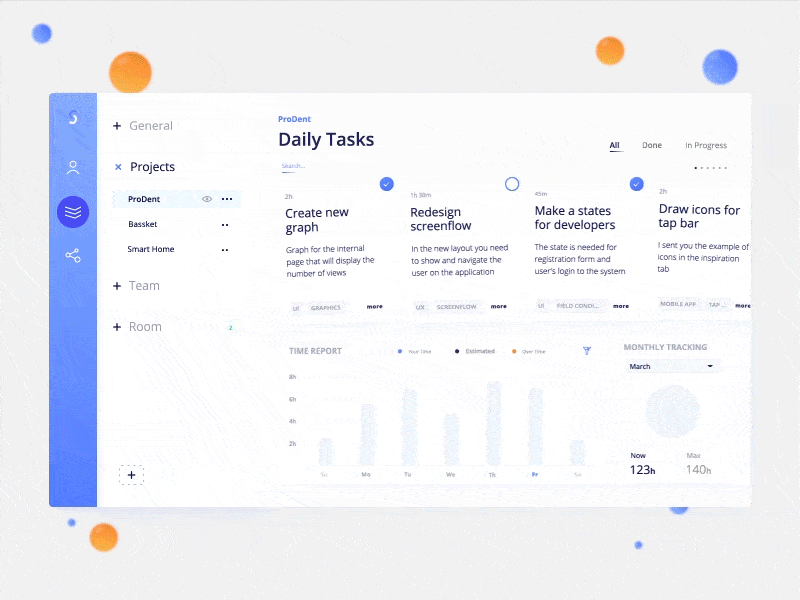 General
Projects
ProDent
Bassket
Smart Home
Team
Room
2
ProDent
Daily Tasks
Search...
All
Done
In Progress
2h
Create new
graph
Graph for the internal
page that will display the
number of views
UI
GRAPHICS
more
1h 30m
Redesign
screenflow
In the new layout you need
to show and navigate the
user on the application
UX
SCREENFLOW
more
45m
Make a states
for developers
The state is needed for
registration form and
user's login to the system
UI
FIELD CONDI...
more
2h
Draw icons for
tap bar
I sent you the example of
icons in the inspiration
tab
MOBILE APP
TAP ...
more
TIME REPORT
Your time
Estimated
Over time
8h
6h
4h
2h
Su
Mo
Tu
We
Th
Fr
Sa
MONTHLY TRACKING
March
Now
123h
Max
140h